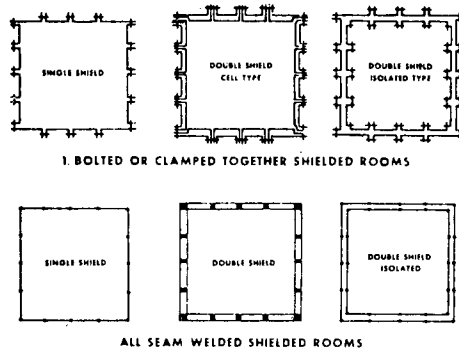 SINGLE SHIELD
DOUBLE SHIELD
CELL TYPE
DOUBLE SHIELD
ISOLATED TYPE
1. BOLTED OR CLAMPED TOGETHER SHIELDED ROOMS
SINGLE SHIELD
DOUBLE SHIELD
DOUBLE SHIELD
ISOLATED
ALL SEAM WELDED SHIELDED ROOMS